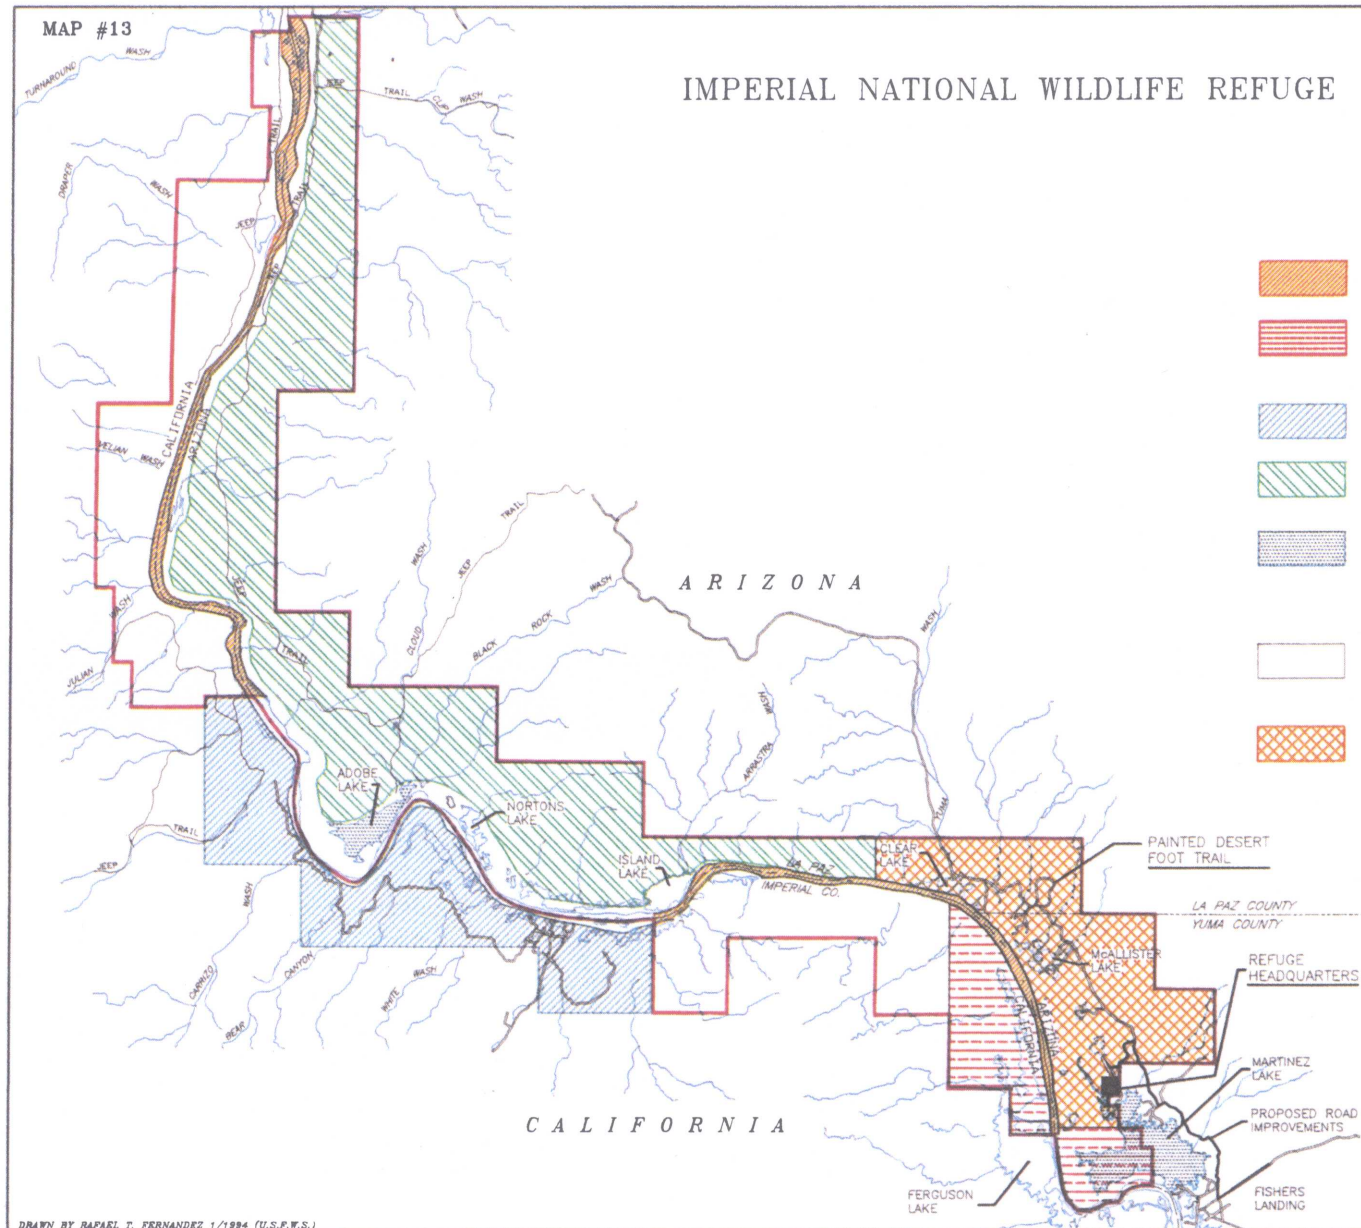 MAP #13
IMPERIAL NATIONAL WILDLIFE REFUGE
TURNAROUND WASH
JEEP TRAIL
CLIP WASH
TRAIL
DRAPER WASH
TRAIL
JEEP
JEEP
CALIFORNIA
ARIZONA
WASH
TRAIL
JEEP
CLOUD WASH
BLACK ROCK WASH
ARIZONA
WASH
YUMA
JEEP
TRAIL
JULIAN WASH
ARRASTRA WASH
ADOBE
LAKE
NORTONS
LAKE
ISLAND
LAKE
LA PAZ
IMPERIAL CO.
CLEAR
LAKE
PAINTED DESERT
FOOT TRAIL
JEEP TRAIL
LA PAZ COUNTY
YUMA COUNTY
McALLISTER
LAKE
REFUGE
HEADQUARTERS
CARRIZO WASH
BEAR CANYON
WHITE WASH
ARIZONA
CALIFORNIA
MARTINEZ
LAKE
PROPOSED ROAD
IMPROVEMENTS
CALIFORNIA
FERGUSON
LAKE
FISHERS
LANDING
DRAWN BY RAFAEL T. FERNANDEZ 1/1994 (U.S.F.W.S.)